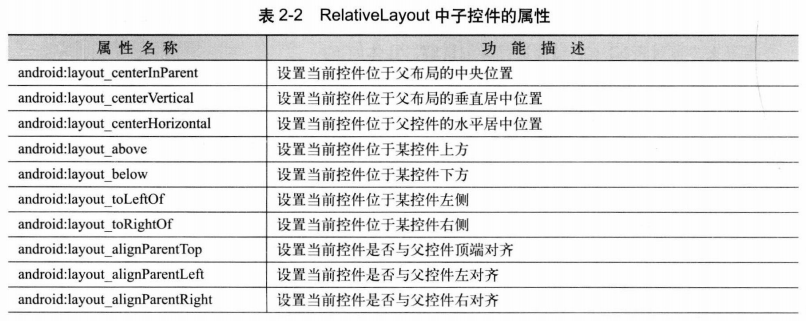 表 2-2 RelativeLayout 中子控件的属性
属 性 名 称 功 能 描 述
android:layout_centerInParent 设置当前控件位于父布局的中央位置
android:layout_centerVertical 设置当前控件位于父布局的垂直居中位置
android:layout_centerHorizontal 设置当前控件位于父控件的水平居中位置
android:layout_above 设置当前控件位于某控件上方
android:layout_below 设置当前控件位于某控件下方
android:layout_toLeftOf 设置当前控件位于某控件左侧
android:layout_toRightOf 设置当前控件位于某控件右侧
android:layout_alignParentTop 设置当前控件是否与父控件顶端对齐
android:layout_alignParentLeft 设置当前控件是否与父控件左对齐
android:layout_alignParentRight 设置当前控件是否与父控件右对齐